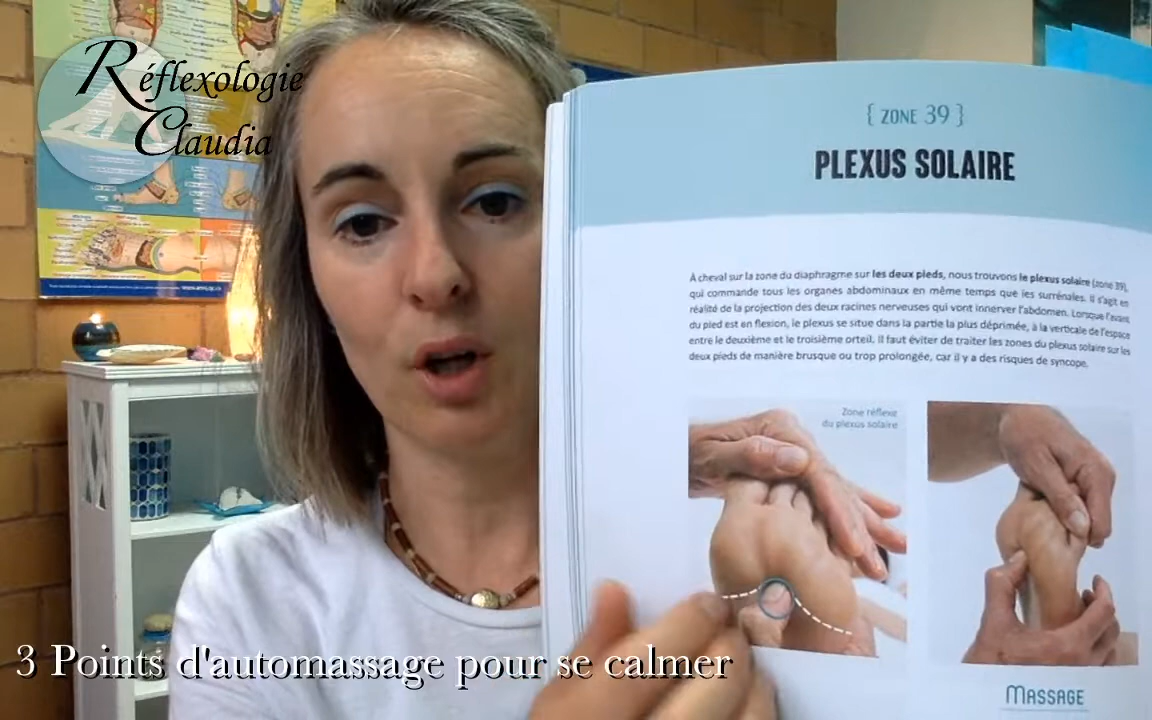 Réflexologie
Claudia
{ ZONE 39 }
PLEXUS SOLAIRE
À cheval sur la zone du diaphragme sur les deux pieds, nous trouvons le plexus solaire (zone 39),
qui commande tous les organes abdominaux en même temps que les surrénales. Il s'agit en
réalité de la projection des deux racines nerveuses qui vont innerver l'abdomen. Lorsque l'avant
du pied est en flexion, le plexus se situe dans la partie la plus déprimée, à la verticale de l'espace
entre le deuxième et le troisième orteil. Il faut éviter de traiter les zones du plexus solaire sur les
deux pieds de manière brusque ou trop prolongée, car il y a des risques de syncope.
Zone réflexe
du plexus solaire
3 Points d'automassage pour se calmer
MASSAGE